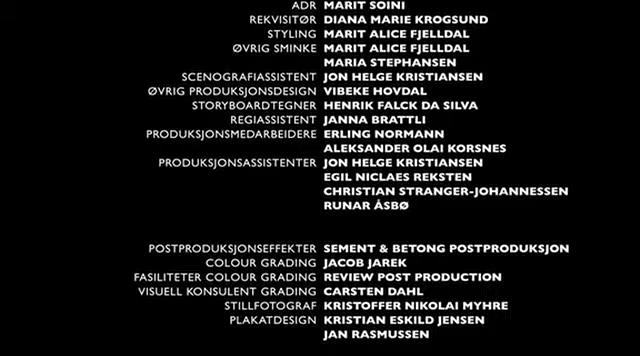 ADR MARIT SOINI
REKVISITØR DIANA MARIE KROGSUND
STYLING MARIT ALICE FJELLDAL
ØVRIG SMINKE MARIT ALICE FJELLDAL
MARIA STEPHANSEN
SCENOGRAFIASSISTENT JON HELGE KRISTIANSEN
ØVRIG PRODUKSJONSDESIGN VIBEKE HOVDAL
STORYBOARDTEGNER HENRIK FALCK DA SILVA
REGIASSISTENT JANNA BRATTLI
PRODUKSJONSMEDARBEIDERE ERLING NORMANN
ALEKSANDER OLAI KORSNES
PRODUKSJONSASSISTENTER JON HELGE KRISTIANSEN
EGIL NICLAES REKSTEN
CHRISTIAN STRANGER-JOHANNESSEN
RUNAR ÅSBØ
POSTPRODUKSJONSEFFEKTER SEMENT & BETONG POSTPRODUKSJON
COLOUR GRADING JACOB JAREK
FASILITETER COLOUR GRADING REVIEW POST PRODUCTION
VISUELL KONSULENT GRADING CARSTEN DAHL
STILLFOTOGRAF KRISTOFFER NIKOLAI MYHRE
PLAKATDESIGN KRISTIAN ESKILD JENSEN
JAN RASMUSSEN